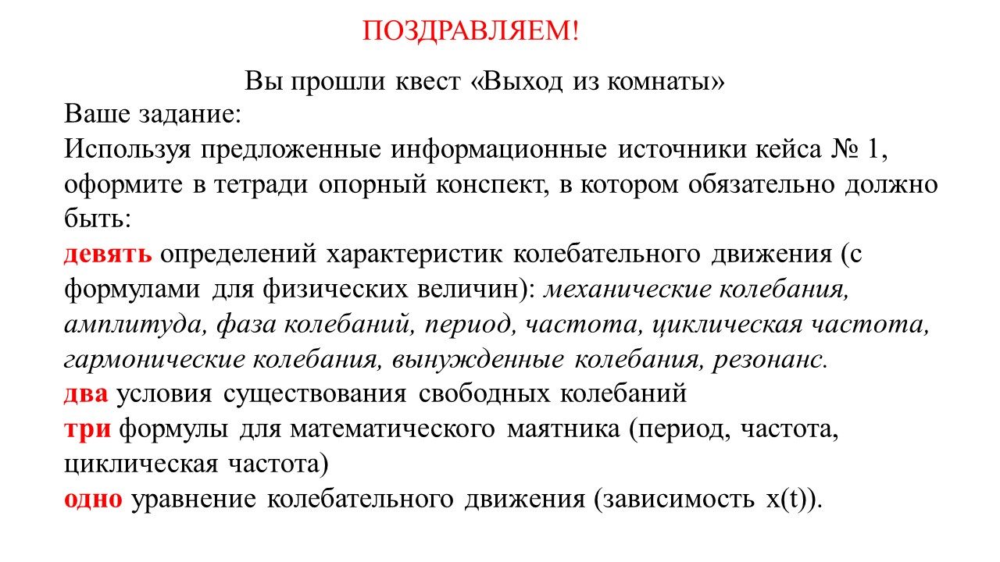 ПОЗДРАВЛЯЕМ!
Вы прошли квест «Выход из комнаты»
Ваше задание:
Используя предложенные информационные источники кейса № 1,
оформите в тетради опорный конспект, в котором обязательно должно
быть:
девять определений характеристик колебательного движения (с
формулами для физических величин): механические колебания,
амплитуда, фаза колебаний, период, частота, циклическая частота,
гармонические колебания, вынужденные колебания, резонанс.
два условия существования свободных колебаний
три формулы для математического маятника (период, частота,
циклическая частота)
одно уравнение колебательного движения (зависимость x(t)).